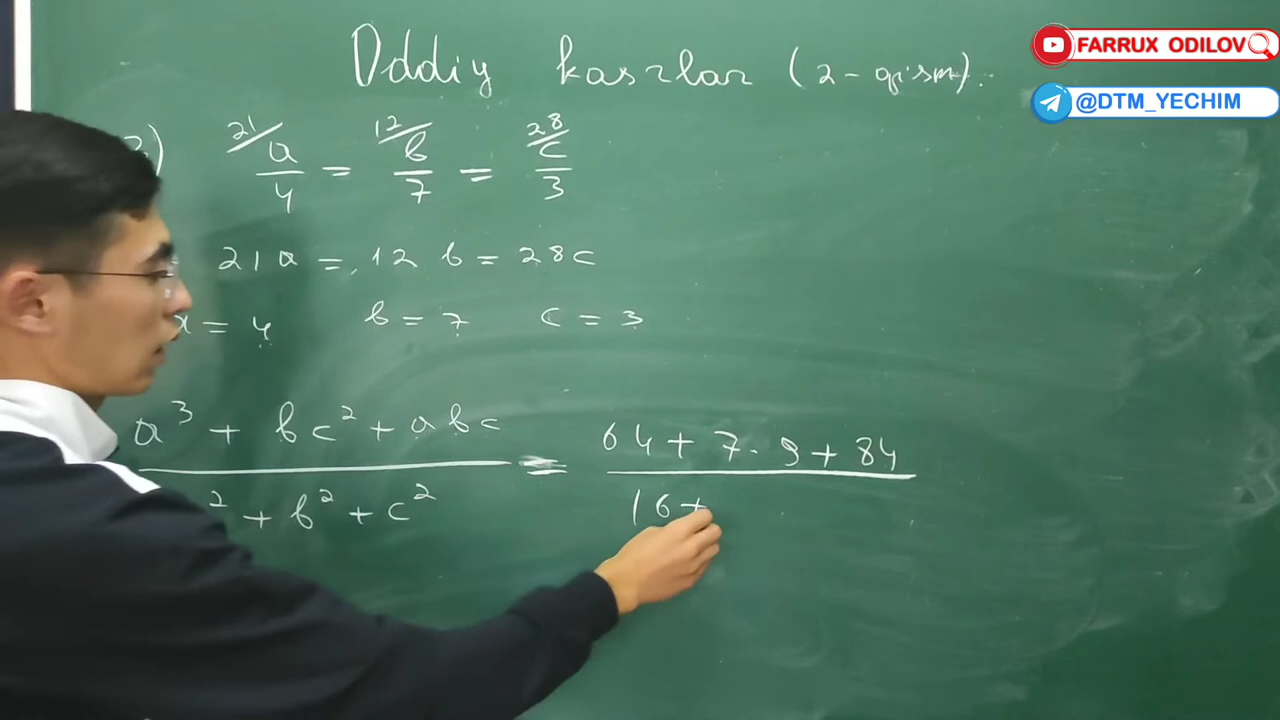 Oddiy kasrlar (2-qism).
FARRUX ODILOV
@DTM_YECHIM
21/a/4 = 12/b/7 = 28/c/3
21a = 12b = 28c
a = 4 b = 7 c = 3
a³ + bc² + abc = 64 + 7 · 9 + 84
² + b² + c² 16 +